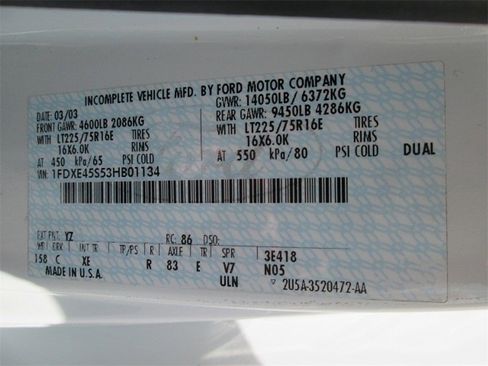 INCOMPLETE VEHICLE MFD. BY FORD MOTOR COMPANY
DATE: 03/03 GVWR: 14050LB / 6372KG
FRONT GAWR: 4600LB 2086KG REAR GAWR: 9450LB 4286KG
WITH LT225/75R16E TIRES WITH LT225/75R16E TIRES
16X6.0K RIMS 16X6.0K RIMS
AT 450 kPa/65 PSI COLD AT 550 kPa/80 PSI COLD DUAL
VIN: 1FDXE45S53HB01134
EXT PNT: YZ RC: 86 DSO:
WB BRK INT TR TP/PS R AXLE TR SPR 3E418
158 C XE R 83 E V7 N05
MADE IN U.S.A. ULN 2U5A-3520472-AA